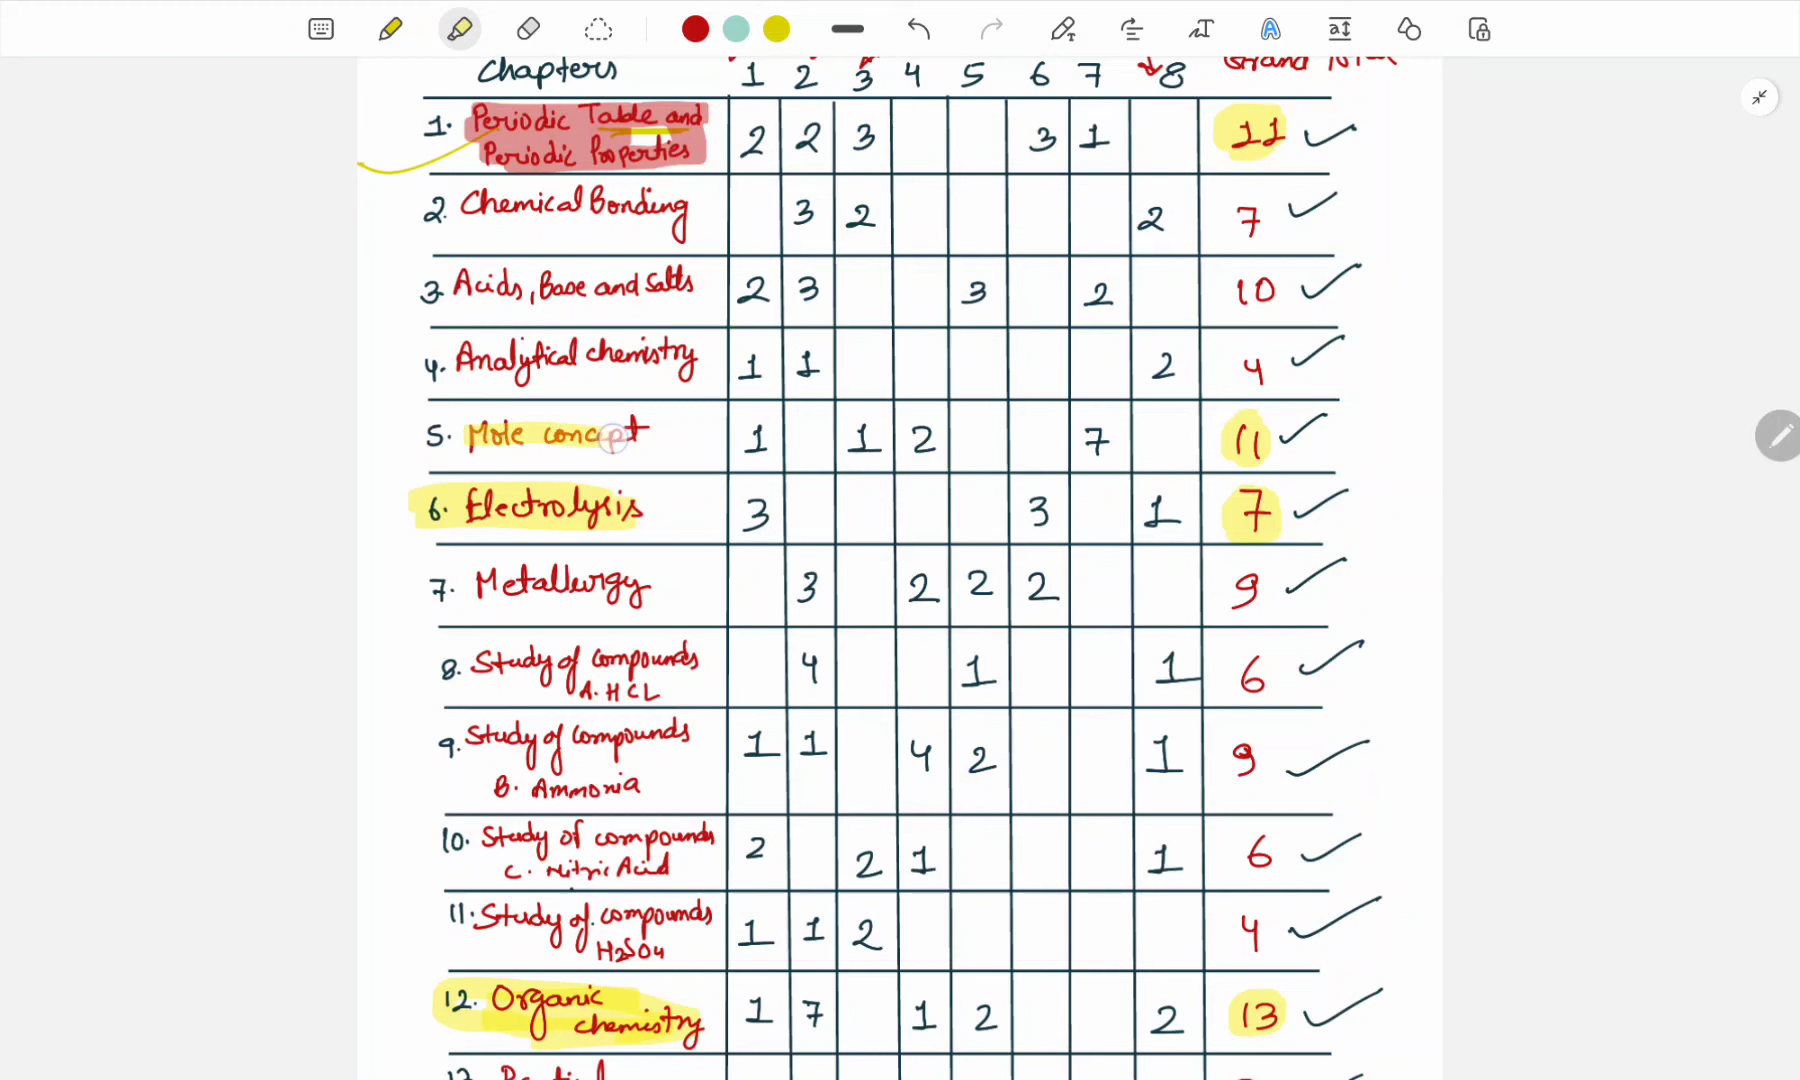 Chapters 1 2 3 4 5 6 7 8 Grand Total
1. Periodic Table and Periodic Properties 2 2 3 3 1 11
2. Chemical Bonding 3 2 2 7
3. Acids, Base and Salts 2 3 3 2 10
4. Analytical chemistry 1 1 2 4
5. Mole concept 1 1 2 7 11
6. Electrolysis 3 3 1 7
7. Metallurgy 3 2 2 2 9
8. Study of compounds A. HCL 4 1 1 6
9. Study of compounds B. Ammonia 1 1 4 2 1 9
10. Study of compounds C. Nitric Acid 2 2 1 1 6
11. Study of compounds H2SO4 1 1 2 4
12. Organic chemistry 1 7 1 2 2 13